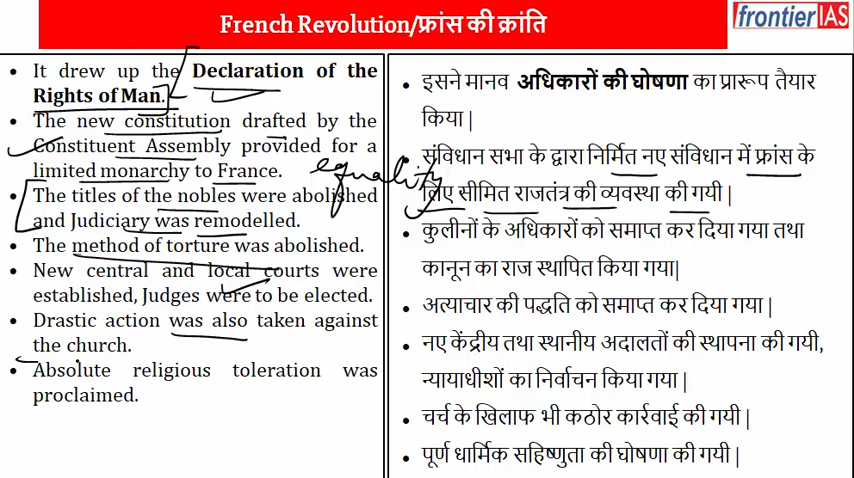 French Revolution/फ्रांस की क्रांति
frontierIAS
• It drew up the Declaration of the
Rights of Man.
• The new constitution drafted by the
Constituent Assembly provided for a
limited monarchy to France.
equality
• The titles of the nobles were abolished
and Judiciary was remodelled.
• The method of torture was abolished.
• New central and local courts were
established, Judges were to be elected.
• Drastic action was also taken against
the church.
• Absolute religious toleration was
proclaimed.
• इसने मानव अधिकारों की घोषणा का प्रारूप तैयार
किया |
• संविधान सभा के द्वारा निर्मित नए संविधान में फ्रांस के
लिए सीमित राजतंत्र की व्यवस्था की गयी |
• कुलीनों के अधिकारों को समाप्त कर दिया गया तथा
कानून का राज स्थापित किया गया|
• अत्याचार की पद्धति को समाप्त कर दिया गया |
• नए केंद्रीय तथा स्थानीय अदालतों की स्थापना की गयी,
न्यायाधीशों का निर्वाचन किया गया |
• चर्च के खिलाफ भी कठोर कार्रवाई की गयी |
• पूर्ण धार्मिक सहिष्णुता की घोषणा की गयी |